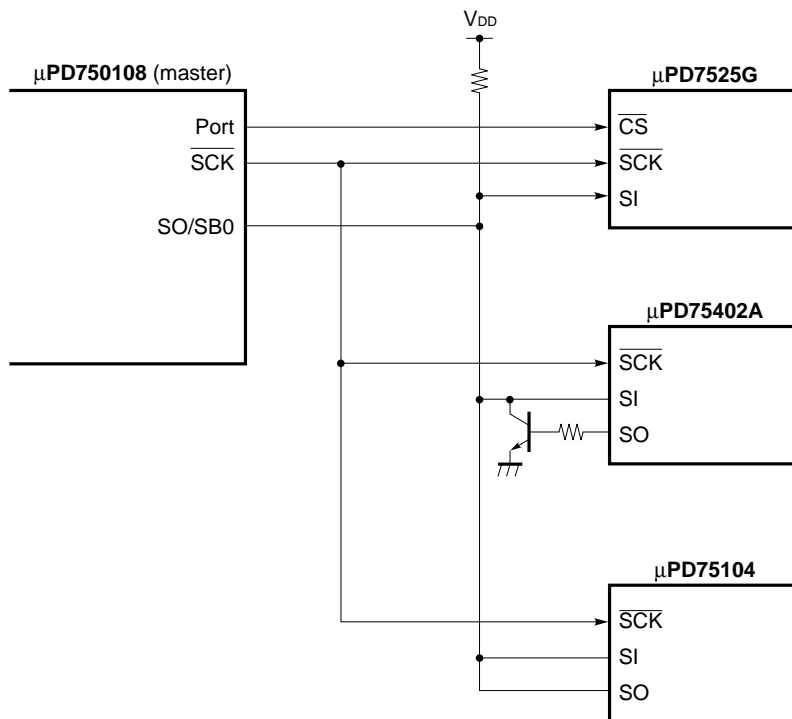 VDD
μPD750108 (master)
Port
SCK
SO/SB0
μPD7525G
CS
SCK
SI
μPD75402A
SCK
SI
SO
μPD75104
SCK
SI
SO